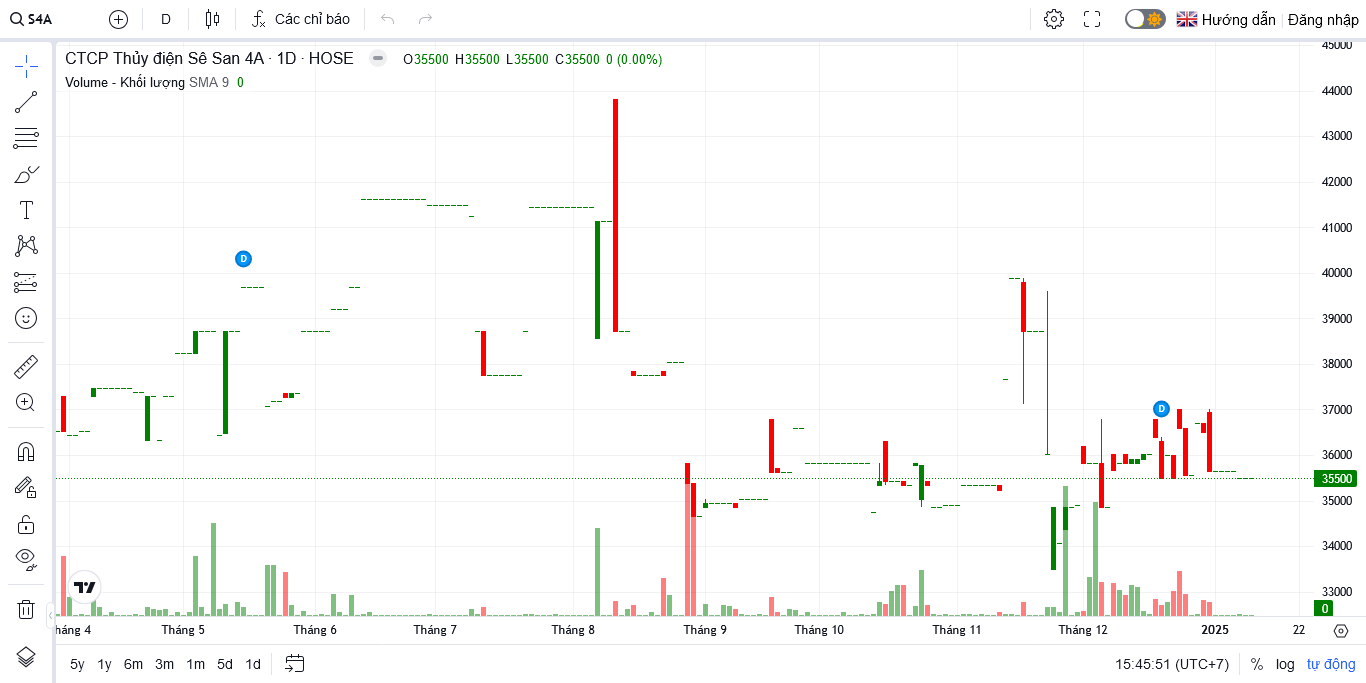 S4A D Các chỉ báo Hướng dẫn Đăng nhập
CTCP Thủy điện Sê San 4A · 1D · HOSE O35500 H35500 L35500 C35500 0 (0.00%)
Volume - Khối lượng SMA 9 0
45000
44000
43000
42000
41000
40000
39000
38000
37000
36000
35500
35000
34000
33000
0
D
D
háng 4 Tháng 5 Tháng 6 Tháng 7 Tháng 8 Tháng 9 Tháng 10 Tháng 11 Tháng 12 2025 22
5y 1y 6m 3m 1m 5d 1d 15:45:51 (UTC+7) % log tự động